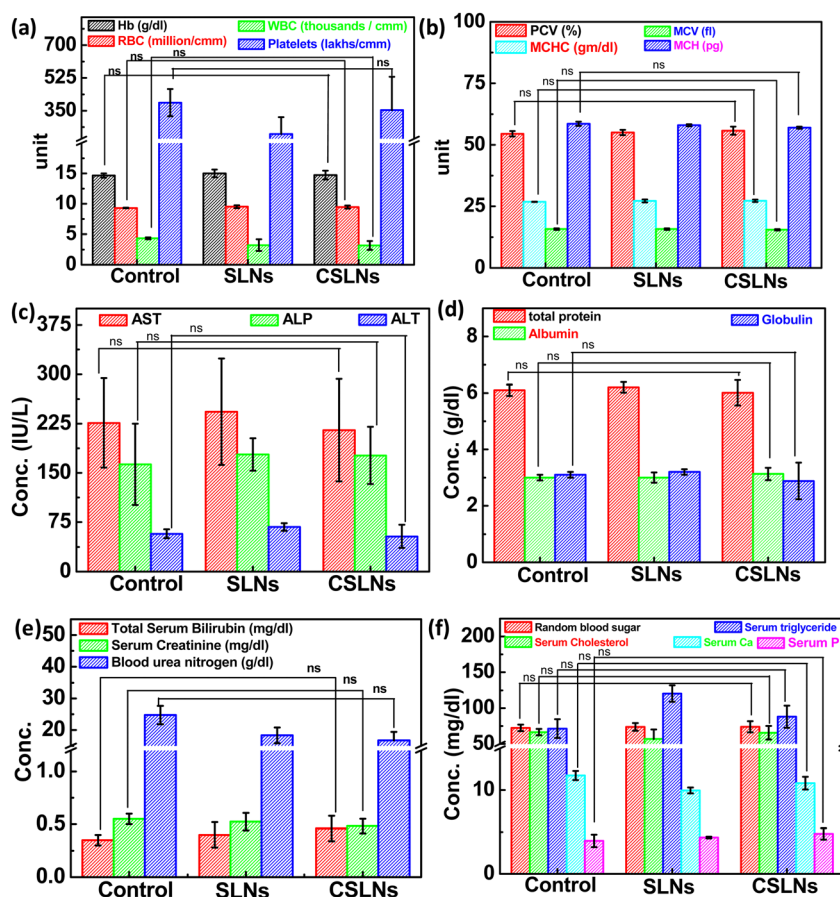 (a)
Hb (g/dl)
WBC (thousands / cmm)
RBC (million/cmm)
Platelets (lakhs/cmm)
700
525
350
15
10
5
0
unit
ns
ns
ns
ns
Control
SLNs
CSLNs
(b)
PCV (%)
MCV (fl)
MCHC (gm/dl)
MCH (pg)
100
75
50
25
0
unit
ns
ns
ns
ns
Control
SLNs
CSLNs
(c)
AST
ALP
ALT
375
300
225
150
75
0
Conc. (IU/L)
ns
ns
ns
Control
SLNs
CSLNs
(d)
total protein
Globulin
Albumin
8
6
4
2
0
Conc. (g/dl)
ns
ns
ns
Control
SLNs
CSLNs
(e)
Total Serum Bilirubin (mg/dl)
Serum Creatinine (mg/dl)
Blood urea nitrogen (g/dl)
50
40
30
20
10
1.0
0.5
0.0
Conc.
ns
ns
ns
Control
SLNs
CSLNs
(f)
Random blood sugar
Serum triglyceride
Serum Cholesterol
Serum Ca
Serum P
200
175
150
125
100
75
50
10
5
0
Conc. (mg/dl)
ns
ns
ns
ns
ns
Control
SLNs
CSLNs